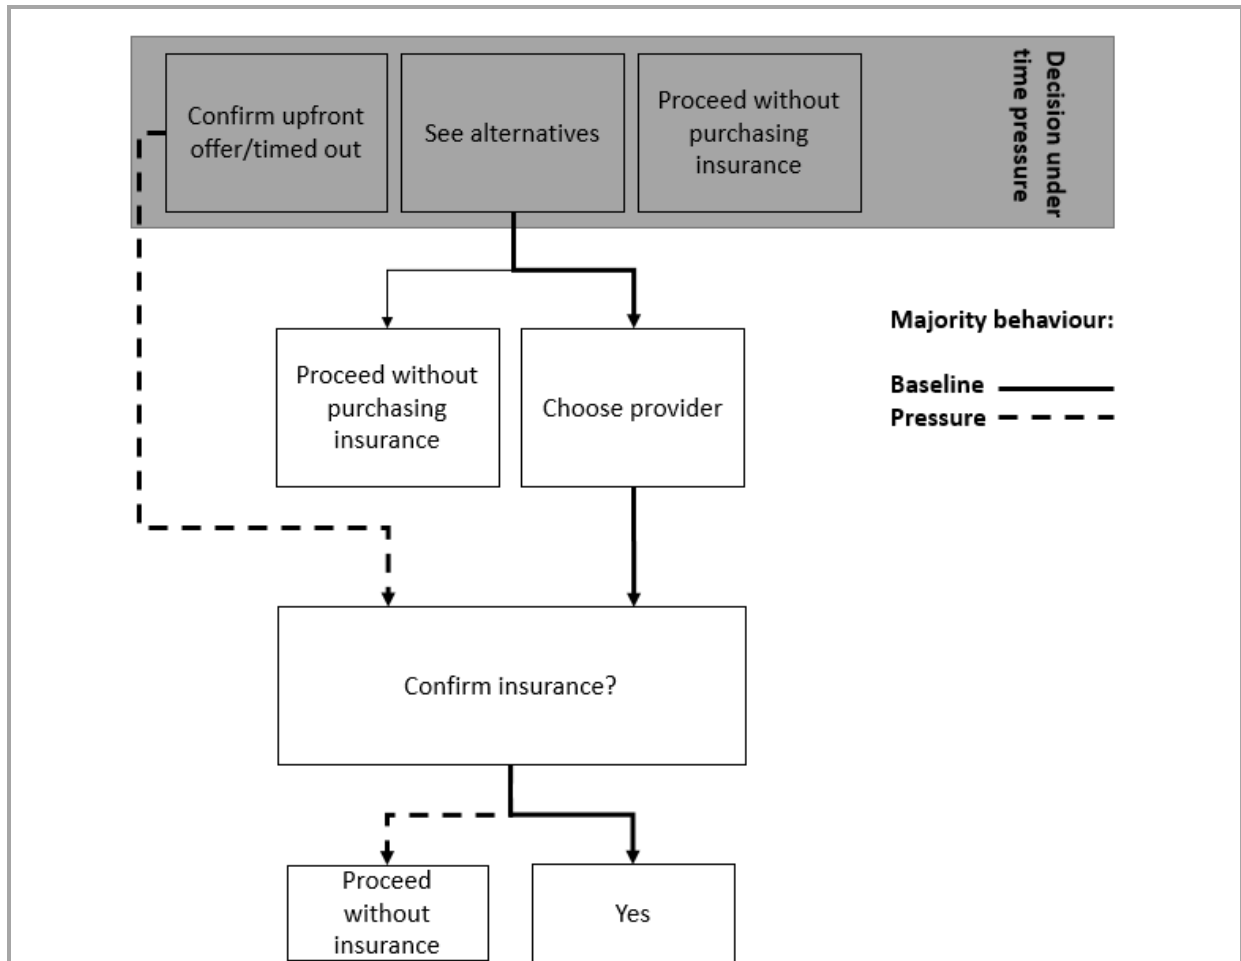 Confirm upfront
offer/timed out
See alternatives
Proceed without
purchasing
insurance
Decision under
time pressure
Proceed without
purchasing
insurance
Choose provider
Majority behaviour:
Baseline
Pressure
Confirm insurance?
Proceed
without
insurance
Yes